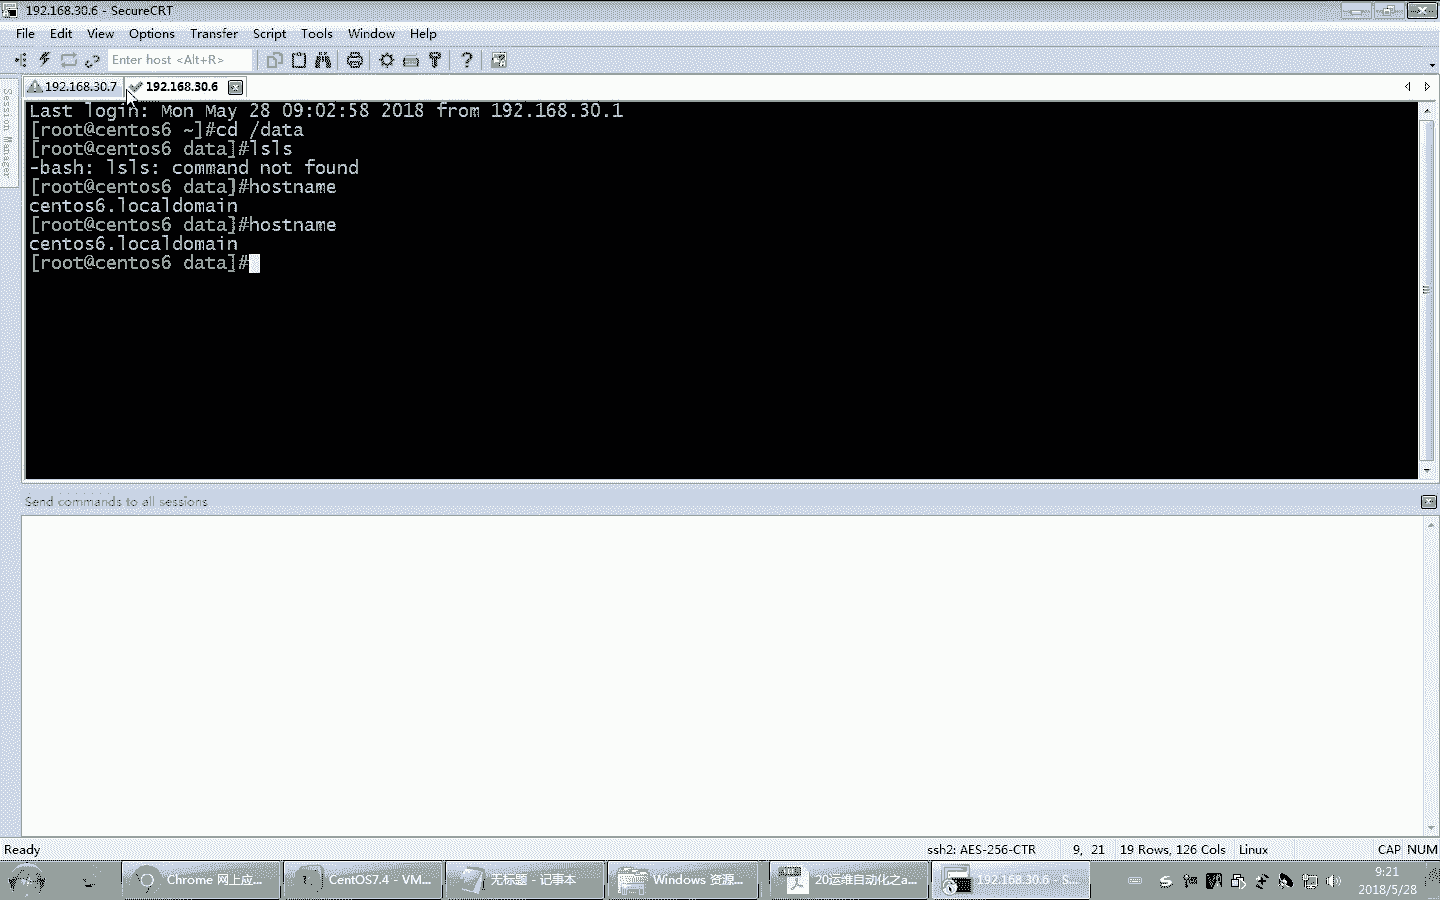 192.168.30.6 - SecureCRT
File Edit View Options Transfer Script Tools Window Help
Enter host <Alt+R>
192.168.30.7 192.168.30.6
Session Manager
Last login: Mon May 28 09:02:58 2018 from 192.168.30.1
[root@centos6 ~]#cd /data
[root@centos6 data]#lsls
-bash: lsls: command not found
[root@centos6 data]#hostname
centos6.localdomain
[root@centos6 data]#hostname
centos6.localdomain
[root@centos6 data]#
Send commands to all sessions
Ready ssh2: AES-256-CTR 9, 21 19 Rows, 126 Cols Linux CAP NUM
Chrome 网上应... CentOS7.4 - VM... 无标题 - 记事本 Windows 资源... 20运维自动化之a... 192.168.30.6 - S... 9:21
2018/5/28